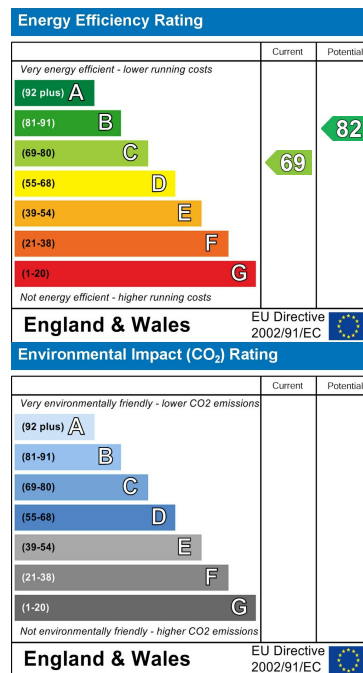 Energy Efficiency Rating
Current Potential
Very energy efficient - lower running costs
(92 plus) A
(81-91) B
82
(69-80) C
69
(55-68) D
(39-54) E
(21-38) F
(1-20) G
Not energy efficient - higher running costs
England & Wales
EU Directive
2002/91/EC
Environmental Impact (CO₂) Rating
Current Potential
Very environmentally friendly - lower CO2 emissions
(92 plus) A
(81-91) B
(69-80) C
(55-68) D
(39-54) E
(21-38) F
(1-20) G
Not environmentally friendly - higher CO2 emissions
England & Wales
EU Directive
2002/91/EC